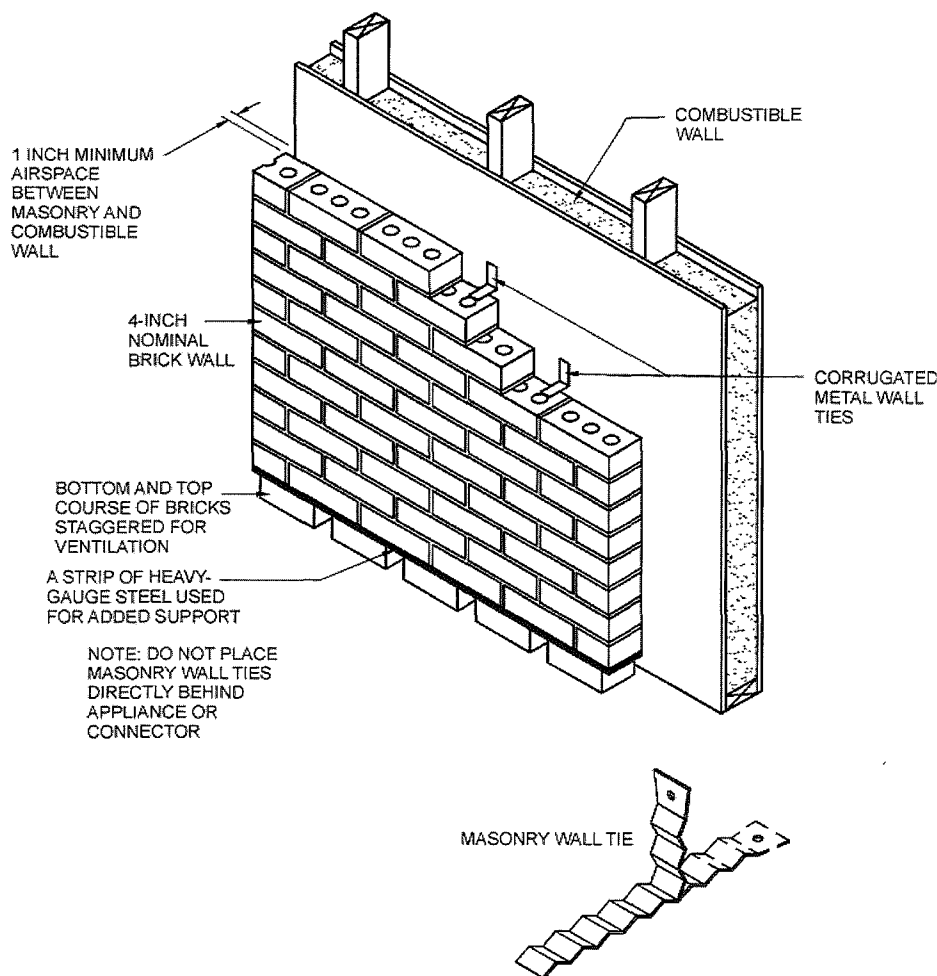 COMBUSTIBLE
WALL
1 INCH MINIMUM
AIRSPACE
BETWEEN
MASONRY AND
COMBUSTIBLE
WALL
4-INCH
NOMINAL
BRICK WALL
CORRUGATED
METAL WALL
TIES
BOTTOM AND TOP
COURSE OF BRICKS
STAGGERED FOR
VENTILATION
A STRIP OF HEAVY-
GAUGE STEEL USED
FOR ADDED SUPPORT
NOTE: DO NOT PLACE
MASONRY WALL TIES
DIRECTLY BEHIND
APPLIANCE OR
CONNECTOR
MASONRY WALL TIE